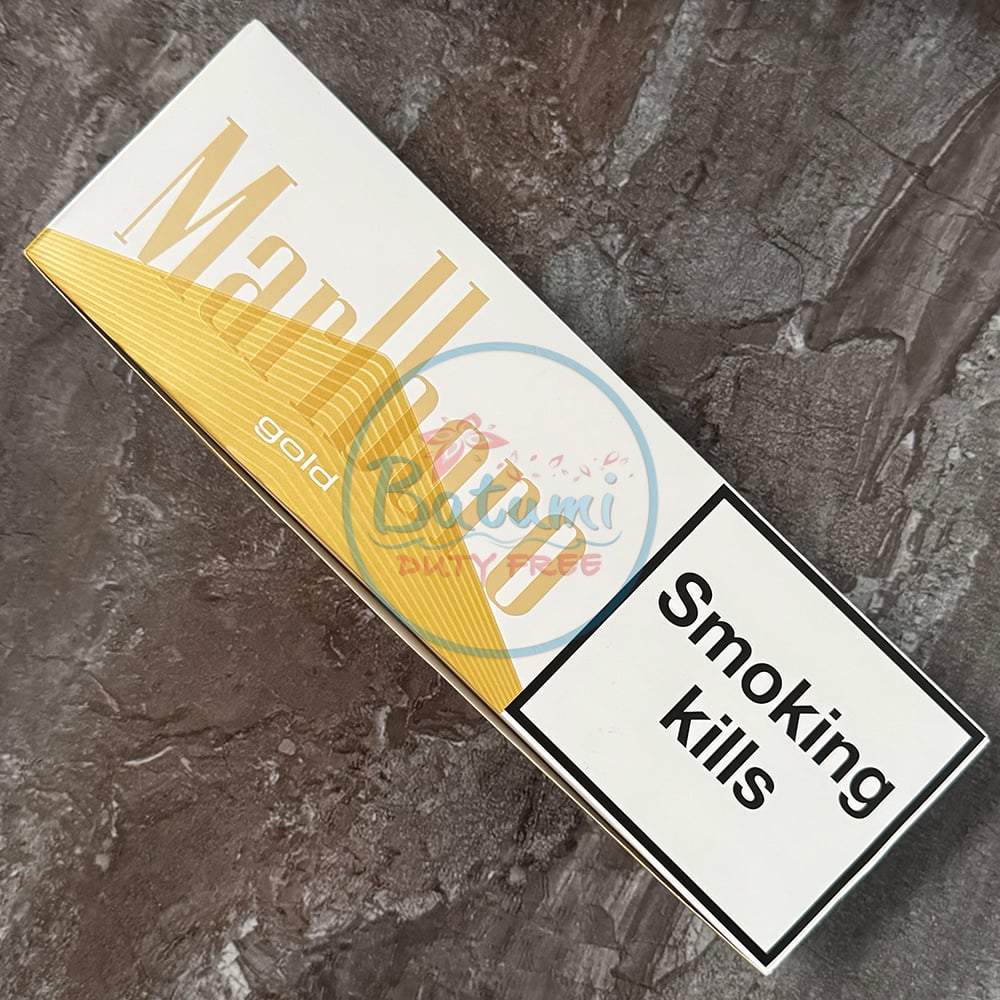 Marlboro
gold
Batumi
DUTY FREE
Smoking
kills